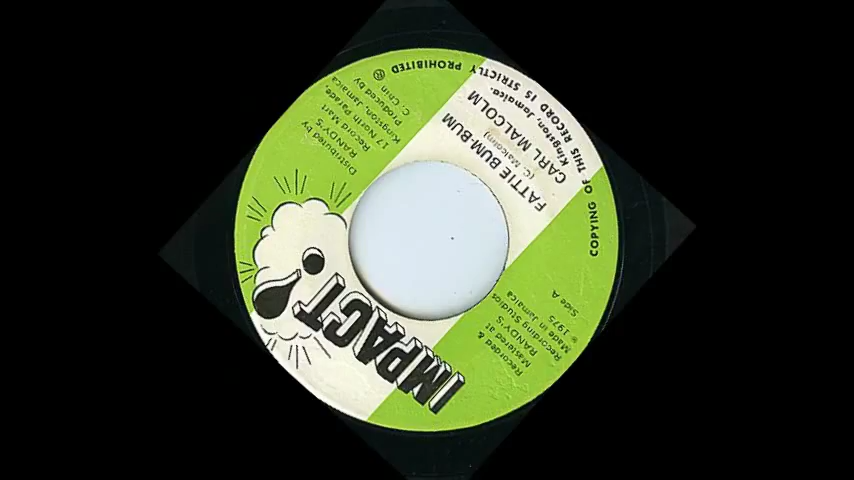 IMPACT!
Recorded &
Mastered at
RANDY'S
Recording Studios
Made in Jamaica
℗ 1975
Side A
Distributed by
RANDY'S
Record Mart
17 North Parade,
Kingston, Jamaica
Produced by
C. Chin
FATTIE BUM-BUM
(C. Malcolm)
CARL MALCOLM
Kingston, Jamaica.
COPYING OF THIS RECORD IS STRICTLY PROHIBITED ®